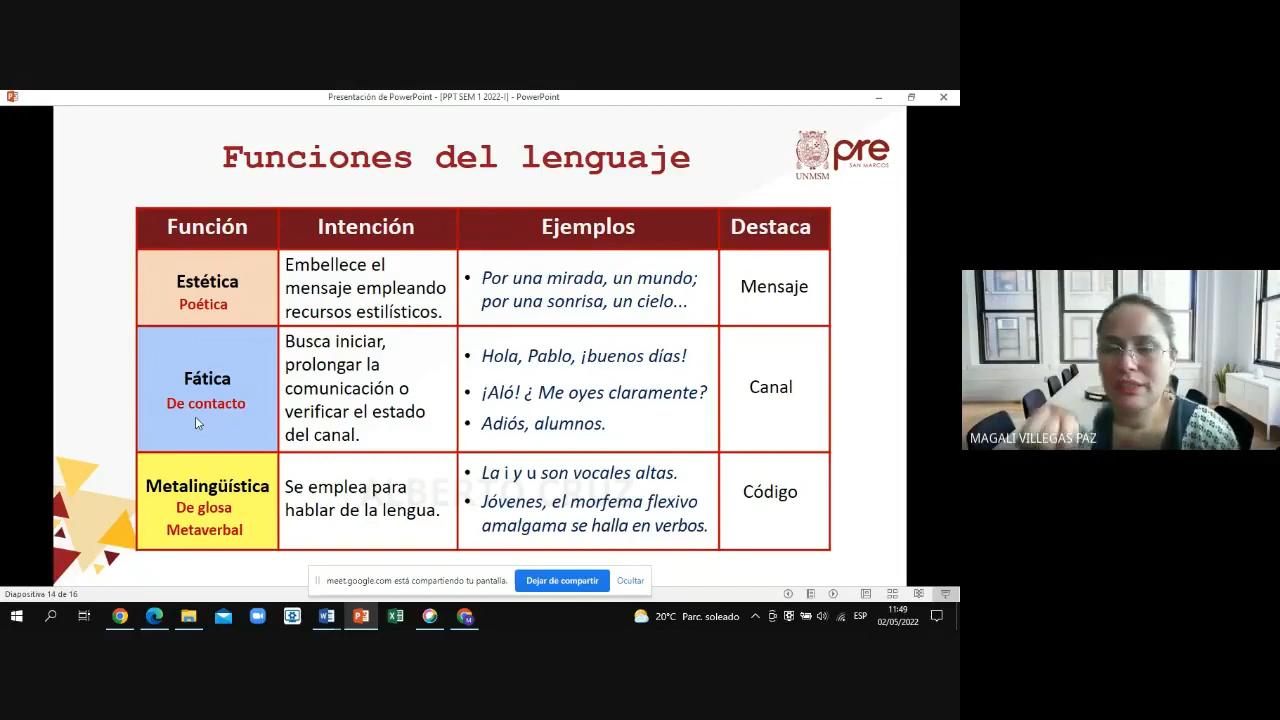 Presentación de PowerPoint - [PPT SEM 1 2022-I] - PowerPoint
Funciones del lenguaje
UNMSM
pre
SAN MARCOS
Función
Intención
Ejemplos
Destaca
Estética
Poética
Embellece el
mensaje empleando
recursos estilísticos.
• Por una mirada, un mundo;
por una sonrisa, un cielo...
Mensaje
Fática
De contacto
Busca iniciar,
prolongar la
comunicación o
verificar el estado
del canal.
• Hola, Pablo, ¡buenos días!
• ¡Aló! ¿ Me oyes claramente?
• Adiós, alumnos.
Canal
Metalingüística
De glosa
Metaverbal
Se emplea para
hablar de la lengua.
• La i y u son vocales altas.
• Jóvenes, el morfema flexivo
amalgama se halla en verbos.
Código
ALBERTO CRUZ
meet.google.com está compartiendo tu pantalla.
Dejar de compartir
Ocultar
Diapositiva 14 de 16
20°C Parc. soleado
ESP
11:49
02/05/2022
MAGALI VILLEGAS PAZ